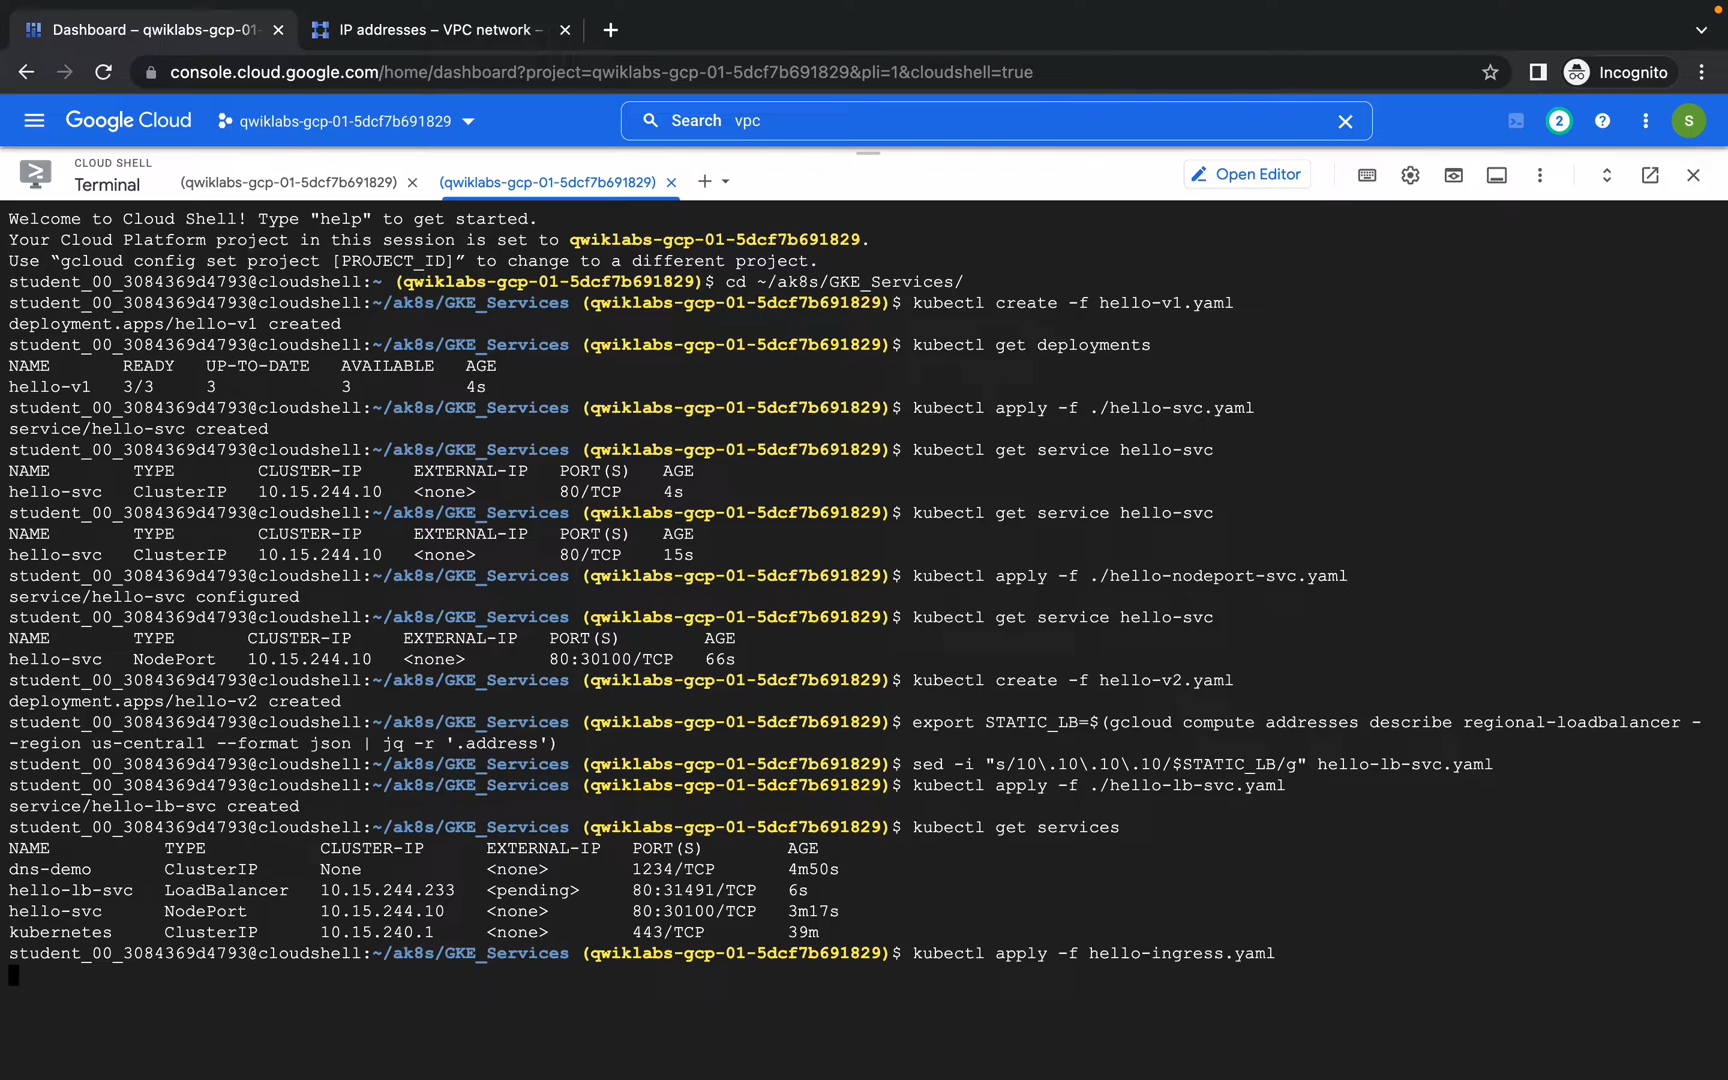 Dashboard – qwiklabs-gcp-01-
IP addresses – VPC network –
console.cloud.google.com/home/dashboard?project=qwiklabs-gcp-01-5dcf7b691829&pli=1&cloudshell=true
Incognito
Google Cloud
qwiklabs-gcp-01-5dcf7b691829
Search vpc
2
S
CLOUD SHELL
Terminal
(qwiklabs-gcp-01-5dcf7b691829)
(qwiklabs-gcp-01-5dcf7b691829)
Open Editor
Welcome to Cloud Shell! Type "help" to get started.
Your Cloud Platform project in this session is set to qwiklabs-gcp-01-5dcf7b691829.
Use “gcloud config set project [PROJECT_ID]” to change to a different project.
student_00_3084369d4793@cloudshell:~ (qwiklabs-gcp-01-5dcf7b691829)$ cd ~/ak8s/GKE_Services/
student_00_3084369d4793@cloudshell:~/ak8s/GKE_Services (qwiklabs-gcp-01-5dcf7b691829)$ kubectl create -f hello-v1.yaml
deployment.apps/hello-v1 created
student_00_3084369d4793@cloudshell:~/ak8s/GKE_Services (qwiklabs-gcp-01-5dcf7b691829)$ kubectl get deployments
NAME READY UP-TO-DATE AVAILABLE AGE
hello-v1 3/3 3 3 4s
student_00_3084369d4793@cloudshell:~/ak8s/GKE_Services (qwiklabs-gcp-01-5dcf7b691829)$ kubectl apply -f ./hello-svc.yaml
service/hello-svc created
student_00_3084369d4793@cloudshell:~/ak8s/GKE_Services (qwiklabs-gcp-01-5dcf7b691829)$ kubectl get service hello-svc
NAME TYPE CLUSTER-IP EXTERNAL-IP PORT(S) AGE
hello-svc ClusterIP 10.15.244.10 <none> 80/TCP 4s
student_00_3084369d4793@cloudshell:~/ak8s/GKE_Services (qwiklabs-gcp-01-5dcf7b691829)$ kubectl get service hello-svc
NAME TYPE CLUSTER-IP EXTERNAL-IP PORT(S) AGE
hello-svc ClusterIP 10.15.244.10 <none> 80/TCP 15s
student_00_3084369d4793@cloudshell:~/ak8s/GKE_Services (qwiklabs-gcp-01-5dcf7b691829)$ kubectl apply -f ./hello-nodeport-svc.yaml
service/hello-svc configured
student_00_3084369d4793@cloudshell:~/ak8s/GKE_Services (qwiklabs-gcp-01-5dcf7b691829)$ kubectl get service hello-svc
NAME TYPE CLUSTER-IP EXTERNAL-IP PORT(S) AGE
hello-svc NodePort 10.15.244.10 <none> 80:30100/TCP 66s
student_00_3084369d4793@cloudshell:~/ak8s/GKE_Services (qwiklabs-gcp-01-5dcf7b691829)$ kubectl create -f hello-v2.yaml
deployment.apps/hello-v2 created
student_00_3084369d4793@cloudshell:~/ak8s/GKE_Services (qwiklabs-gcp-01-5dcf7b691829)$ export STATIC_LB=$(gcloud compute addresses describe regional-loadbalancer -
-region us-central1 --format json | jq -r '.address')
student_00_3084369d4793@cloudshell:~/ak8s/GKE_Services (qwiklabs-gcp-01-5dcf7b691829)$ sed -i "s/10\.10\.10\.10/$STATIC_LB/g" hello-lb-svc.yaml
student_00_3084369d4793@cloudshell:~/ak8s/GKE_Services (qwiklabs-gcp-01-5dcf7b691829)$ kubectl apply -f ./hello-lb-svc.yaml
service/hello-lb-svc created
student_00_3084369d4793@cloudshell:~/ak8s/GKE_Services (qwiklabs-gcp-01-5dcf7b691829)$ kubectl get services
NAME TYPE CLUSTER-IP EXTERNAL-IP PORT(S) AGE
dns-demo ClusterIP None <none> 1234/TCP 4m50s
hello-lb-svc LoadBalancer 10.15.244.233 <pending> 80:31491/TCP 6s
hello-svc NodePort 10.15.244.10 <none> 80:30100/TCP 3m17s
kubernetes ClusterIP 10.15.240.1 <none> 443/TCP 39m
student_00_3084369d4793@cloudshell:~/ak8s/GKE_Services (qwiklabs-gcp-01-5dcf7b691829)$ kubectl apply -f hello-ingress.yaml